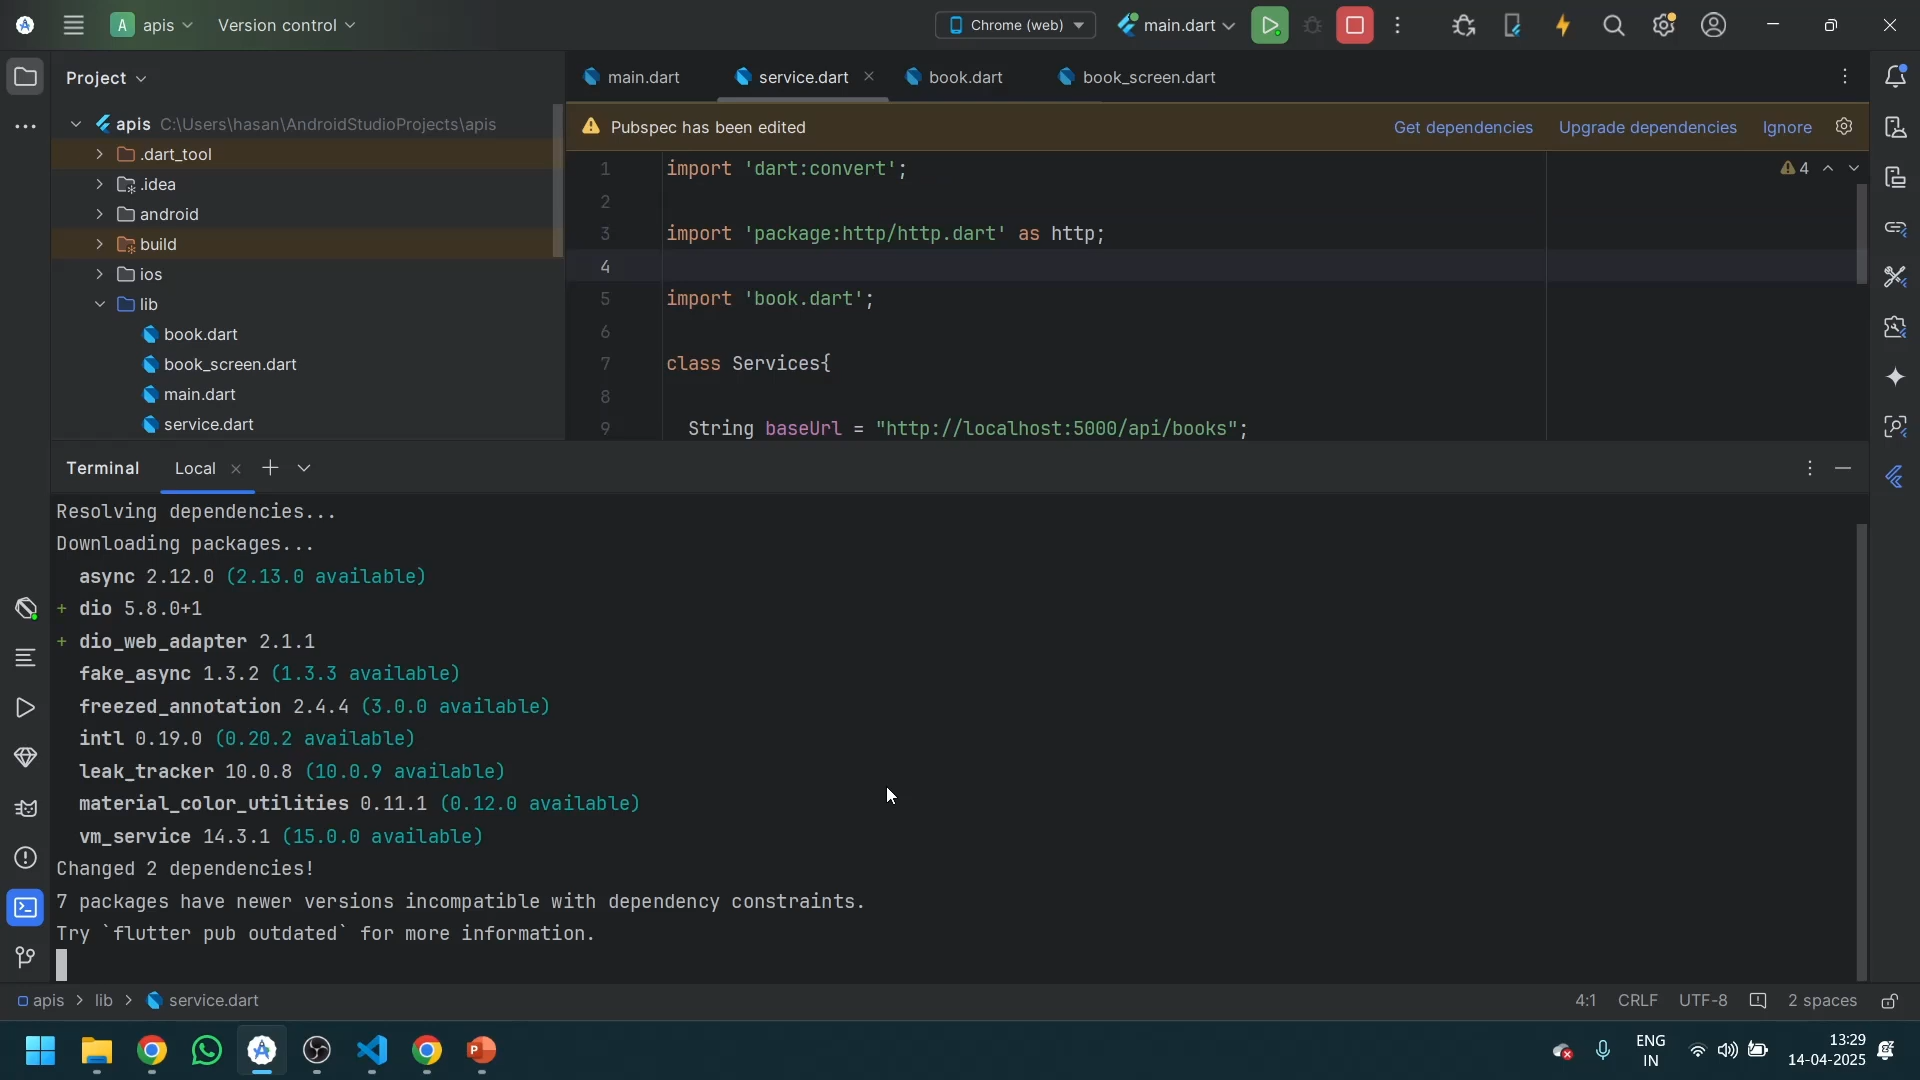 A apis Version control Chrome (web) main.dart
Project
main.dart service.dart book.dart book_screen.dart
apis C:\Users\hasan\AndroidStudioProjects\apis
.dart_tool
.idea
android
build
ios
lib
book.dart
book_screen.dart
main.dart
service.dart
Pubspec has been edited Get dependencies Upgrade dependencies Ignore
4
1 import 'dart:convert';
2
3 import 'package:http/http.dart' as http;
4
5 import 'book.dart';
6
7 class Services{
8
9 String baseUrl = "http://localhost:5000/api/books";
Terminal Local
Resolving dependencies...
Downloading packages...
async 2.12.0 (2.13.0 available)
+ dio 5.8.0+1
+ dio_web_adapter 2.1.1
fake_async 1.3.2 (1.3.3 available)
freezed_annotation 2.4.4 (3.0.0 available)
intl 0.19.0 (0.20.2 available)
leak_tracker 10.0.8 (10.0.9 available)
material_color_utilities 0.11.1 (0.12.0 available)
vm_service 14.3.1 (15.0.0 available)
Changed 2 dependencies!
7 packages have newer versions incompatible with dependency constraints.
Try `flutter pub outdated` for more information.
apis > lib > service.dart 4:1 CRLF UTF-8 2 spaces
ENG
IN
13:29
14-04-2025